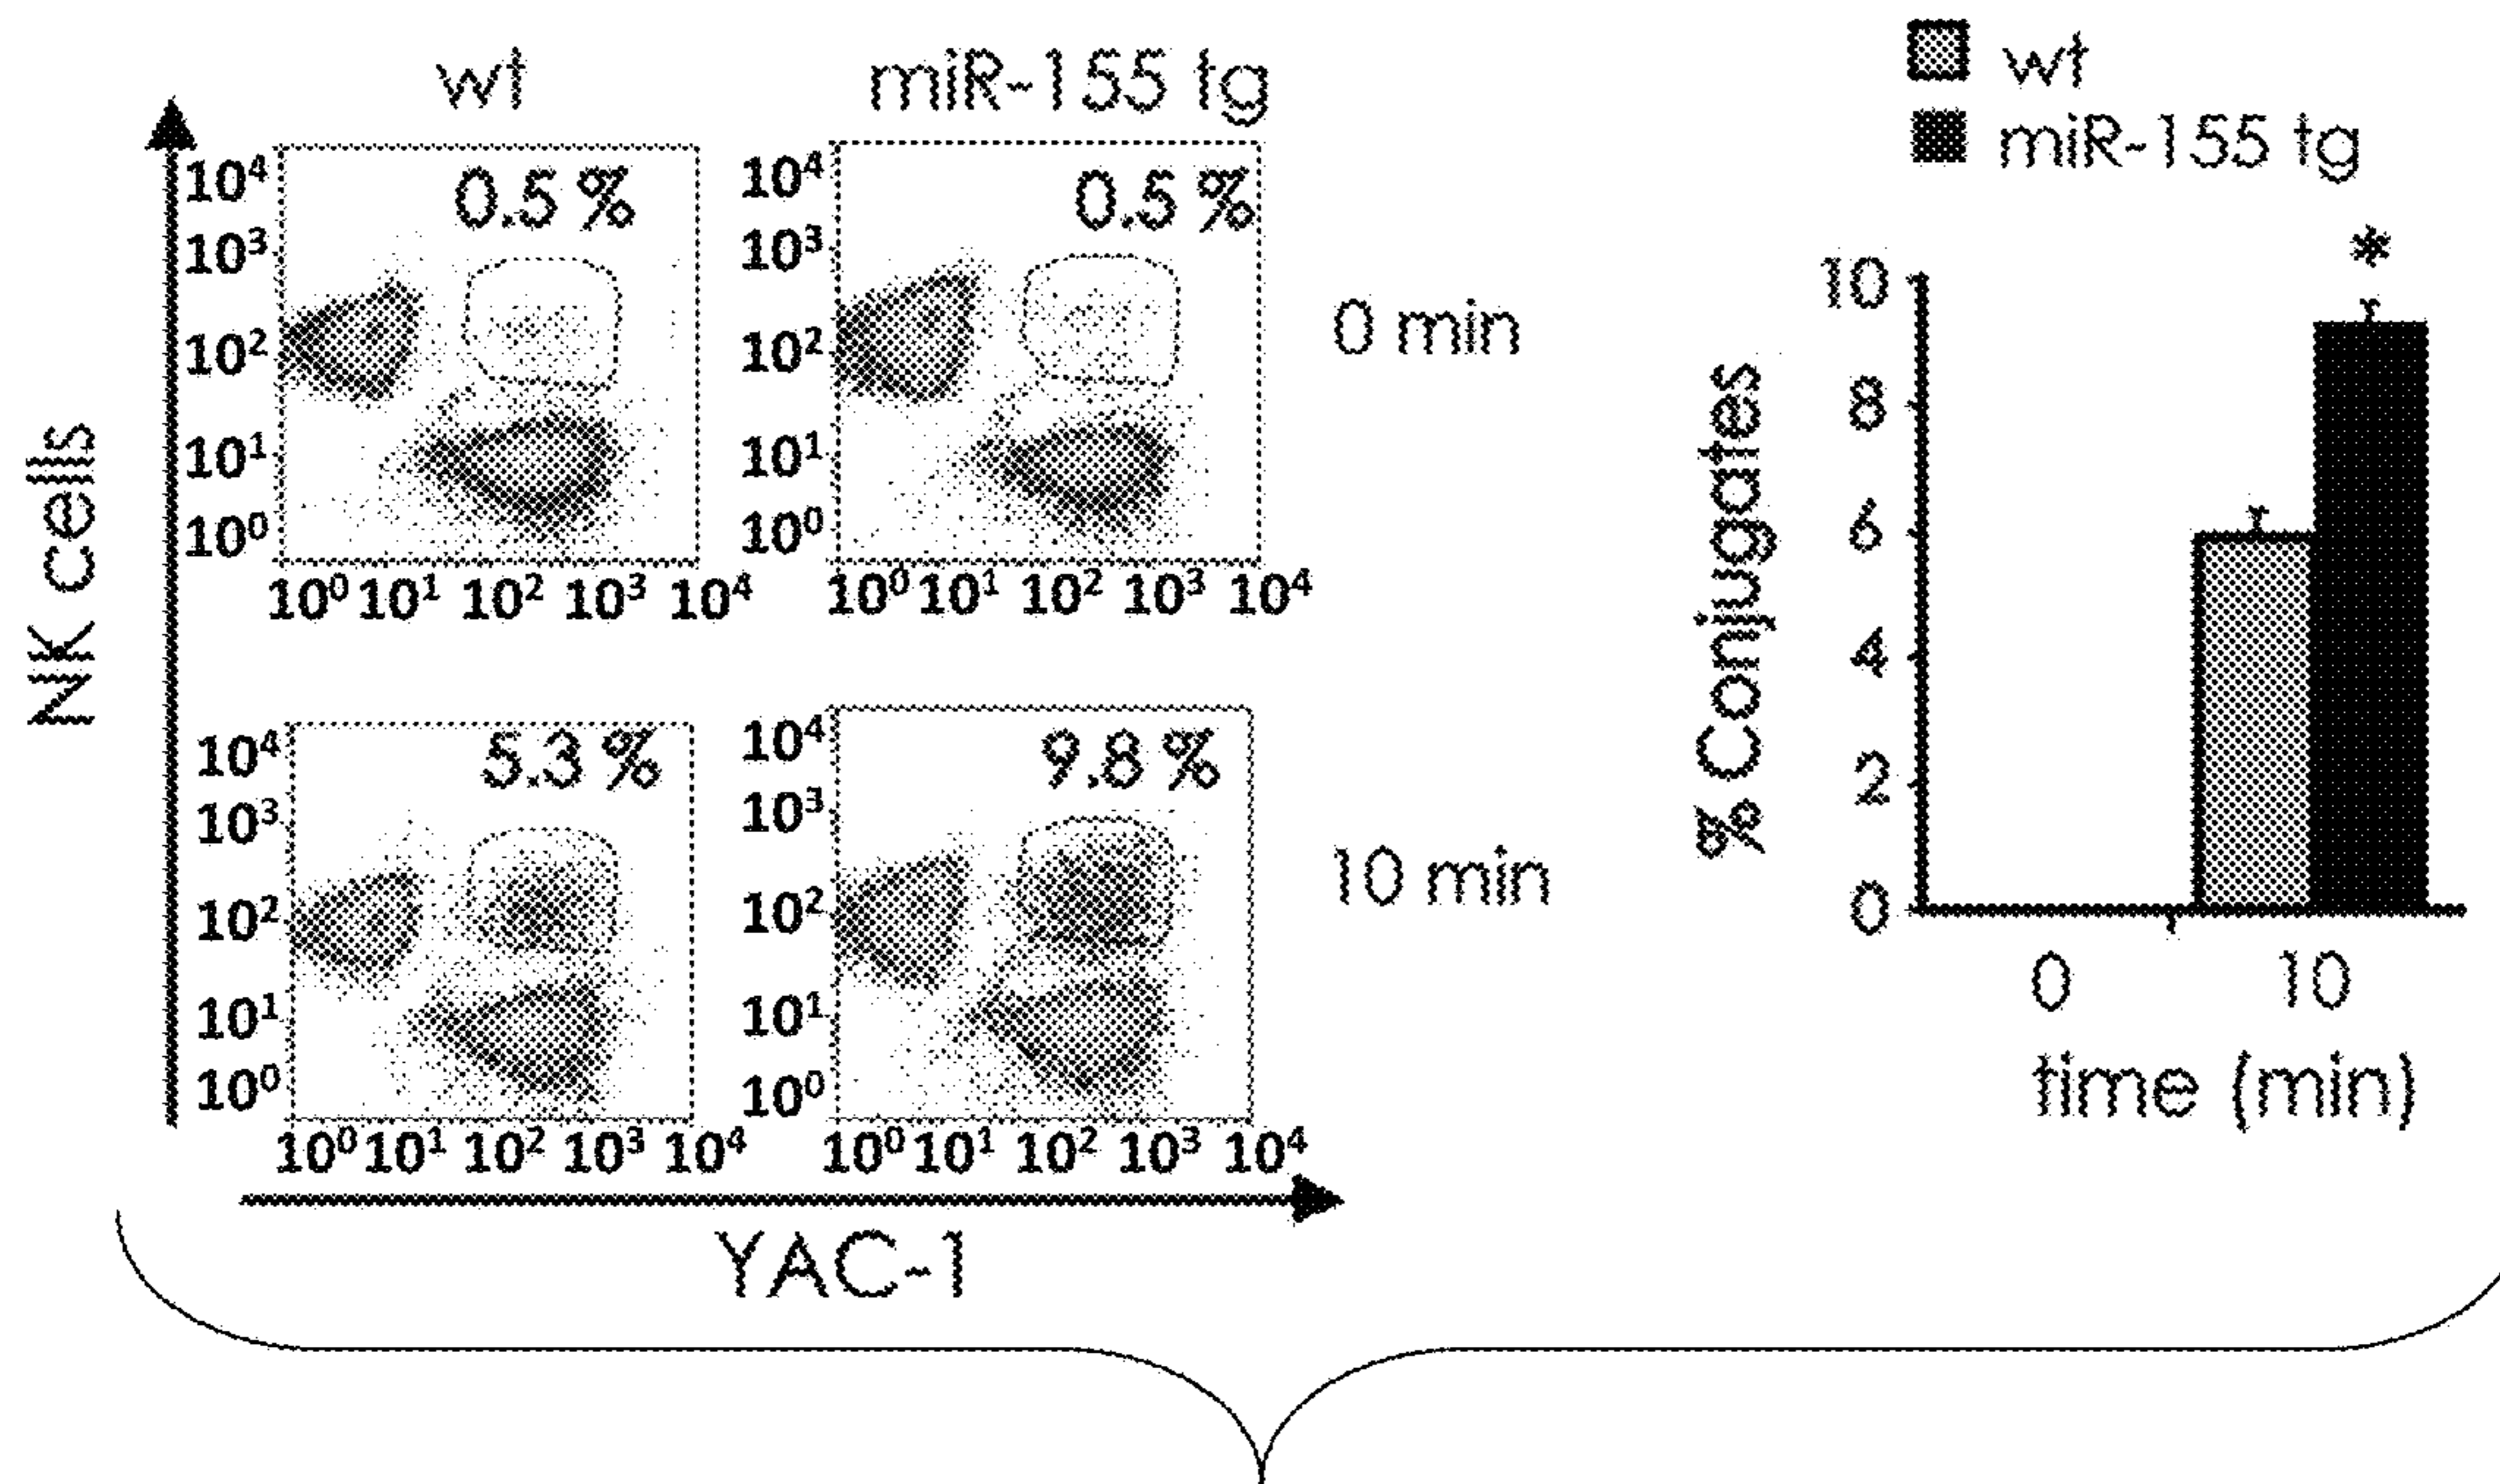 wt
miR-155 tg
NK cells
10⁴
10³
10²
10¹
10⁰
0.5 %
10⁰ 10¹ 10² 10³ 10⁴
10⁴
10³
10²
10¹
10⁰
0.5 %
10⁰ 10¹ 10² 10³ 10⁴
0 min
10⁴
10³
10²
10¹
10⁰
5.3 %
10⁰ 10¹ 10² 10³ 10⁴
10⁴
10³
10²
10¹
10⁰
9.8 %
10⁰ 10¹ 10² 10³ 10⁴
10 min
YAC-1
wt
miR-155 tg
*
% Conjugates
10
8
6
4
2
0
0 10
time (min)